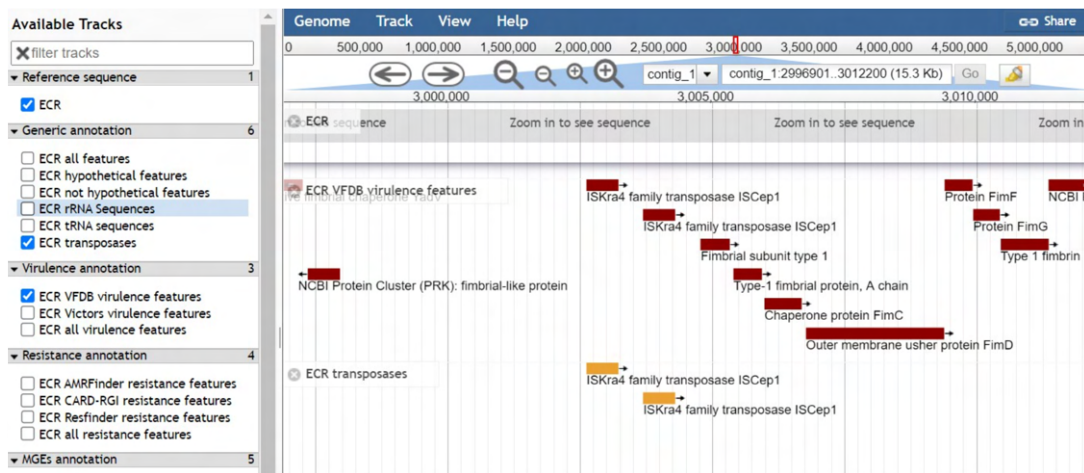 Available Tracks
filter tracks
Reference sequence 1
ECR
Generic annotation 6
ECR all features
ECR hypothetical features
ECR not hypothetical features
ECR rRNA Sequences
ECR tRNA sequences
ECR transposases
Virulence annotation 3
ECR VFDB virulence features
ECR Victors virulence features
ECR all virulence features
Resistance annotation 4
ECR AMRFinder resistance features
ECR CARD-RGI resistance features
ECR Resfinder resistance features
ECR all resistance features
MGEs annotation 5
Genome Track View Help Share
0 500,000 1,000,000 1,500,000 2,000,000 2,500,000 3,000,000 3,500,000 4,000,000 4,500,000 5,000,000
contig_1 contig_1:2996901..3012200 (15.3 Kb) Go
3,000,000 3,005,000 3,010,000
ECR sequence Zoom in to see sequence Zoom in to see sequence Zoom in
ECR VFDB virulence features
ive fimbrial chaperone YadV
ISKra4 family transposase ISCep1
Protein FimF
NCBI
ISKra4 family transposase ISCep1
Protein FimG
Fimbrial subunit type 1
Type 1 fimbrin
NCBI Protein Cluster (PRK): fimbrial-like protein
Type-1 fimbrial protein, A chain
Chaperone protein FimC
Outer membrane usher protein FimD
ECR transposases
ISKra4 family transposase ISCep1
ISKra4 family transposase ISCep1